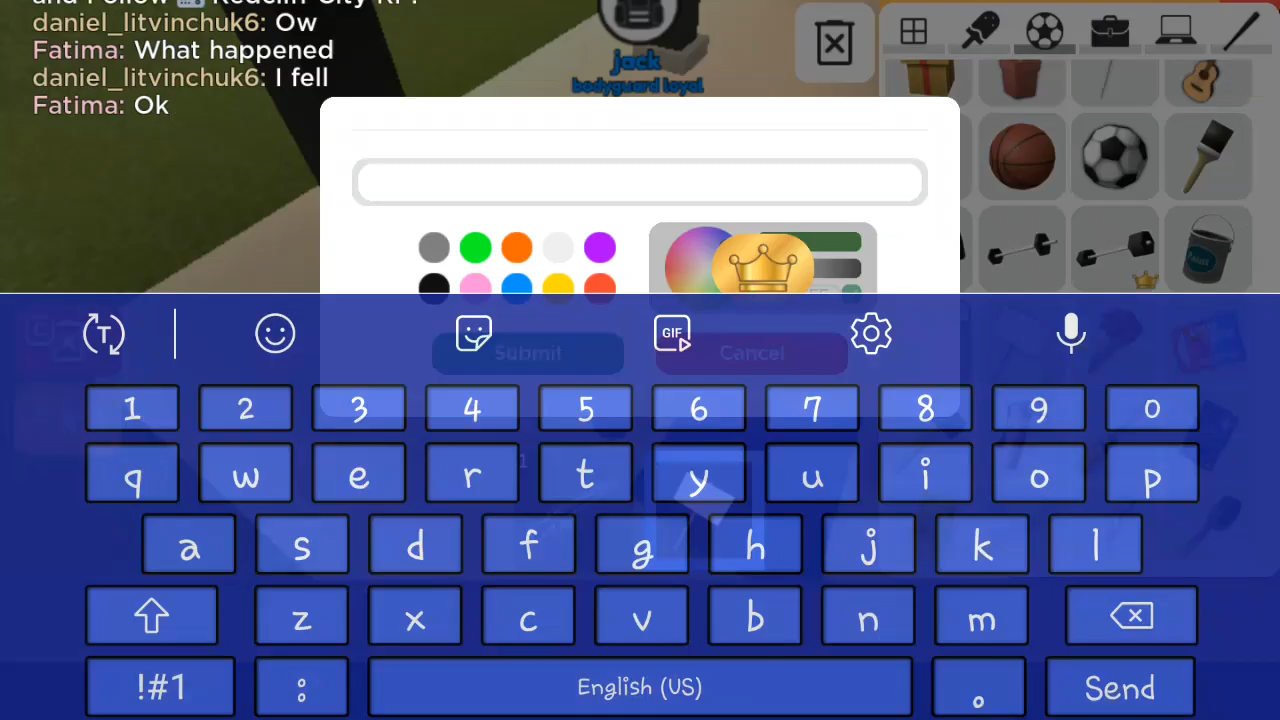 daniel_litvinchuk6: Ow
Fatima: What happened
daniel_litvinchuk6: I fell
Fatima: Ok
jack
bodyguard loyal
Submit
Cancel
T
GIF
1 2 3 4 5 6 7 8 9 0
q w e r t y u i o p
a s d f g h j k l
z x c v b n m
!#1 : English (US) . Send